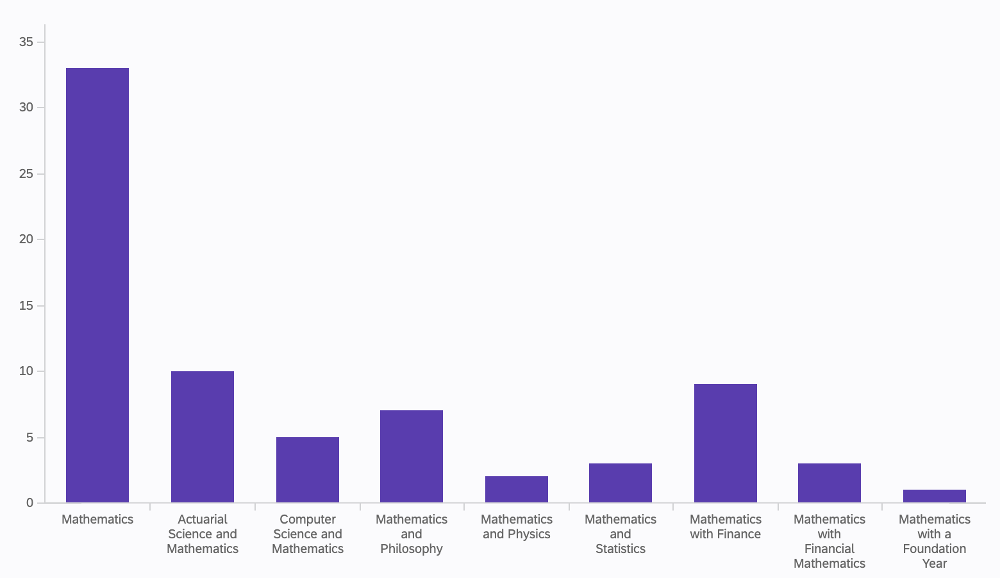 35
30
25
20
15
10
5
0
Mathematics
Actuarial
Science and
Mathematics
Computer
Science and
Mathematics
Mathematics
and
Philosophy
Mathematics
and Physics
Mathematics
and
Statistics
Mathematics
with Finance
Mathematics
with
Financial
Mathematics
Mathematics
with a
Foundation
Year